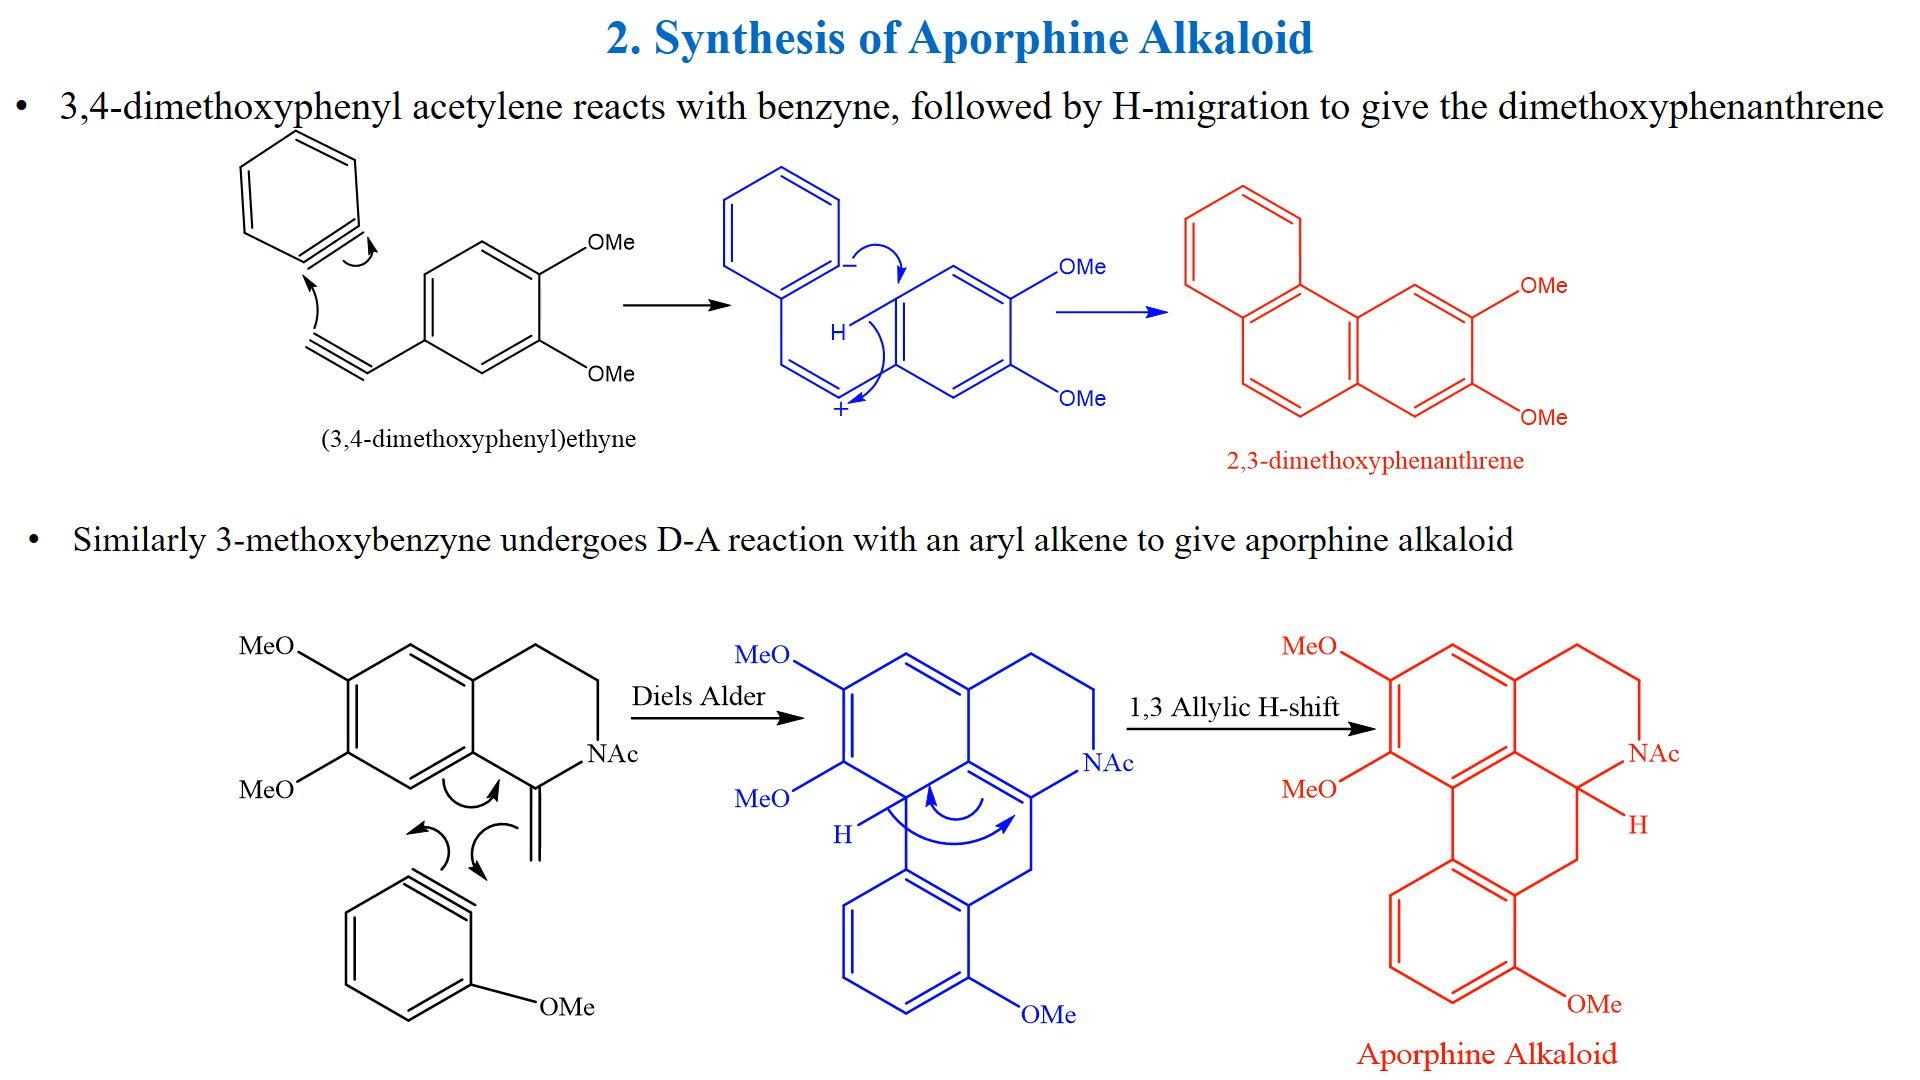 2. Synthesis of Aporphine Alkaloid
• 3,4-dimethoxyphenyl acetylene reacts with benzyne, followed by H-migration to give the dimethoxyphenanthrene
OMe
OMe
(3,4-dimethoxyphenyl)ethyne
−
H
+
OMe
OMe
OMe
OMe
2,3-dimethoxyphenanthrene
• Similarly 3-methoxybenzyne undergoes D-A reaction with an aryl alkene to give aporphine alkaloid
MeO
MeO
NAc
OMe
Diels Alder
MeO
MeO
NAc
H
OMe
1,3 Allylic H-shift
MeO
MeO
NAc
H
OMe
Aporphine Alkaloid